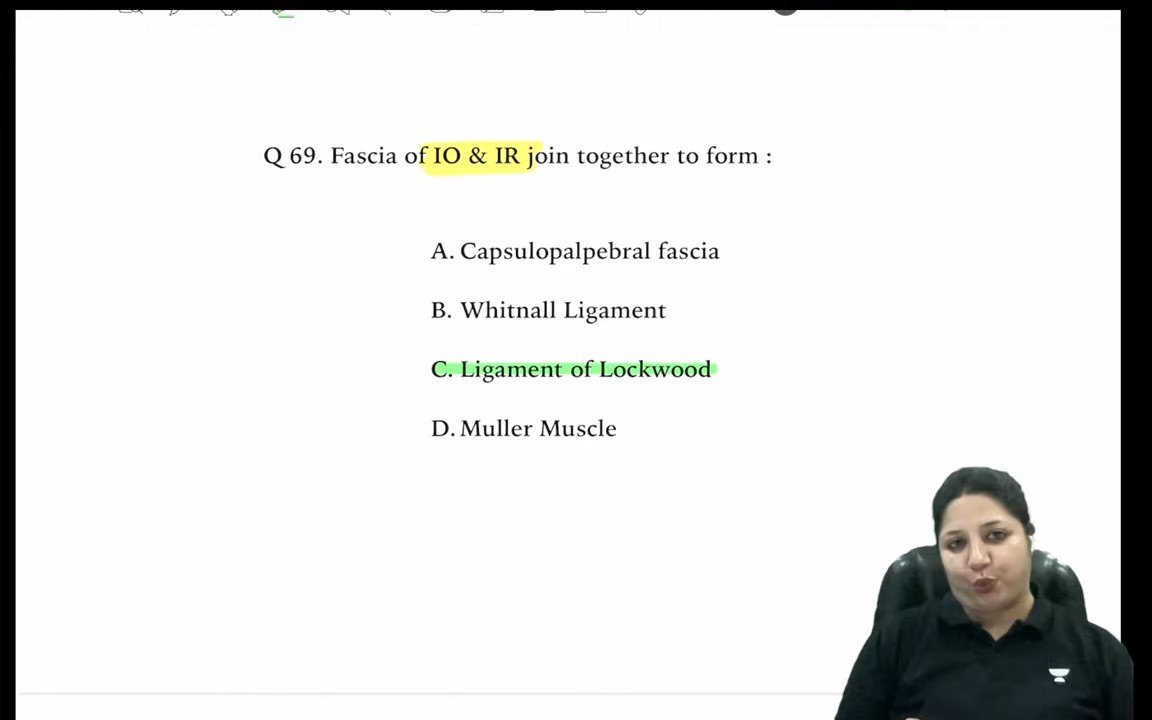 Q 69. Fascia of IO & IR join together to form :
A. Capsulopalpebral fascia
B. Whitnall Ligament
C. Ligament of Lockwood
D. Muller Muscle